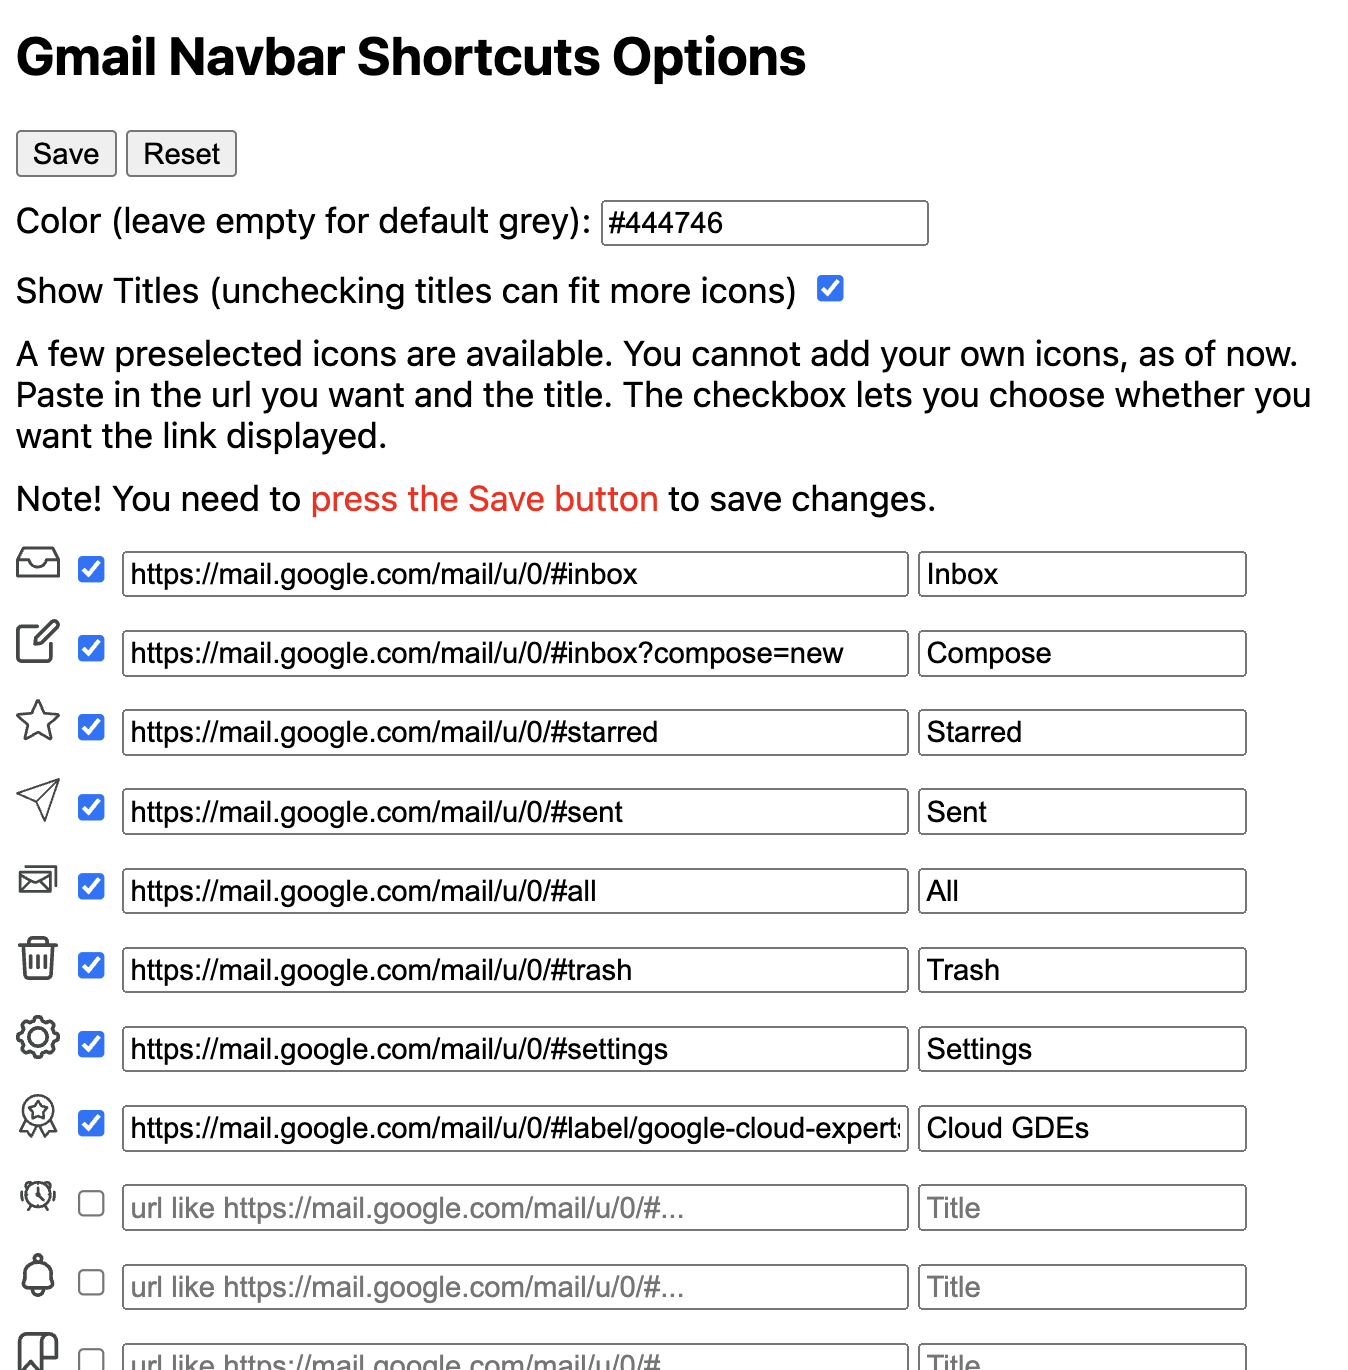 Gmail Navbar Shortcuts Options
Save Reset
Color (leave empty for default grey): #444746
Show Titles (unchecking titles can fit more icons)
A few preselected icons are available. You cannot add your own icons, as of now.
Paste in the url you want and the title. The checkbox lets you choose whether you
want the link displayed.
Note! You need to press the Save button to save changes.
https://mail.google.com/mail/u/0/#inbox Inbox
https://mail.google.com/mail/u/0/#inbox?compose=new Compose
https://mail.google.com/mail/u/0/#starred Starred
https://mail.google.com/mail/u/0/#sent Sent
https://mail.google.com/mail/u/0/#all All
https://mail.google.com/mail/u/0/#trash Trash
https://mail.google.com/mail/u/0/#settings Settings
https://mail.google.com/mail/u/0/#label/google-cloud-experts Cloud GDEs
url like https://mail.google.com/mail/u/0/#... Title
url like https://mail.google.com/mail/u/0/#... Title
url like https://mail.google.com/mail/u/0/#... Title